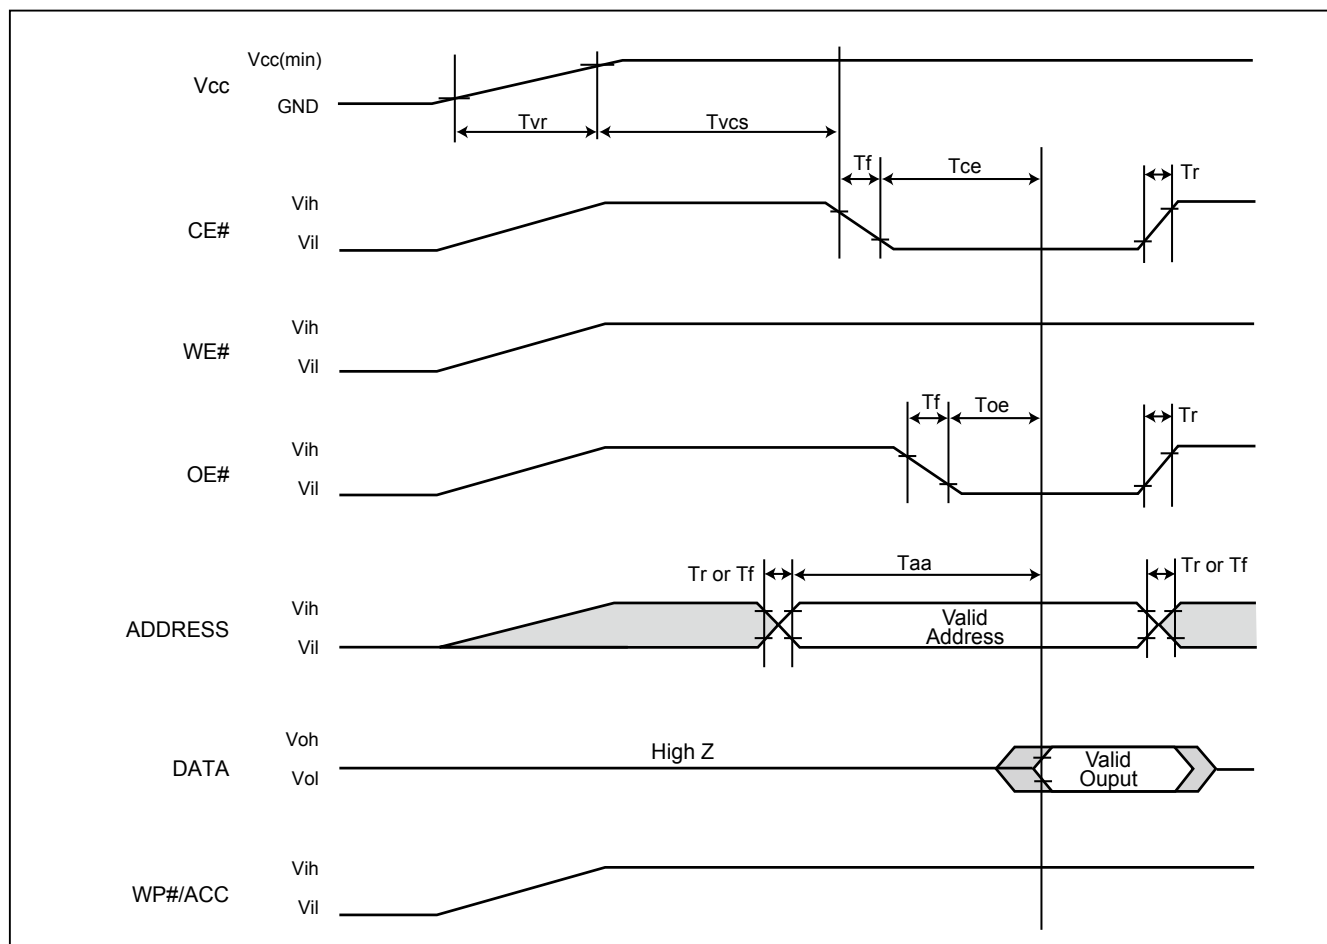 Vcc(min)
Vcc
GND
Tvr
Tvcs
Tf
Tce
Tr
Vih
CE#
Vil
Vih
WE#
Vil
Tf
Toe
Tr
Vih
OE#
Vil
Tr or Tf
Taa
Tr or Tf
Vih
ADDRESS
Vil
Valid
Address
Voh
DATA
Vol
High Z
Valid
Ouput
Vih
WP#/ACC
Vil